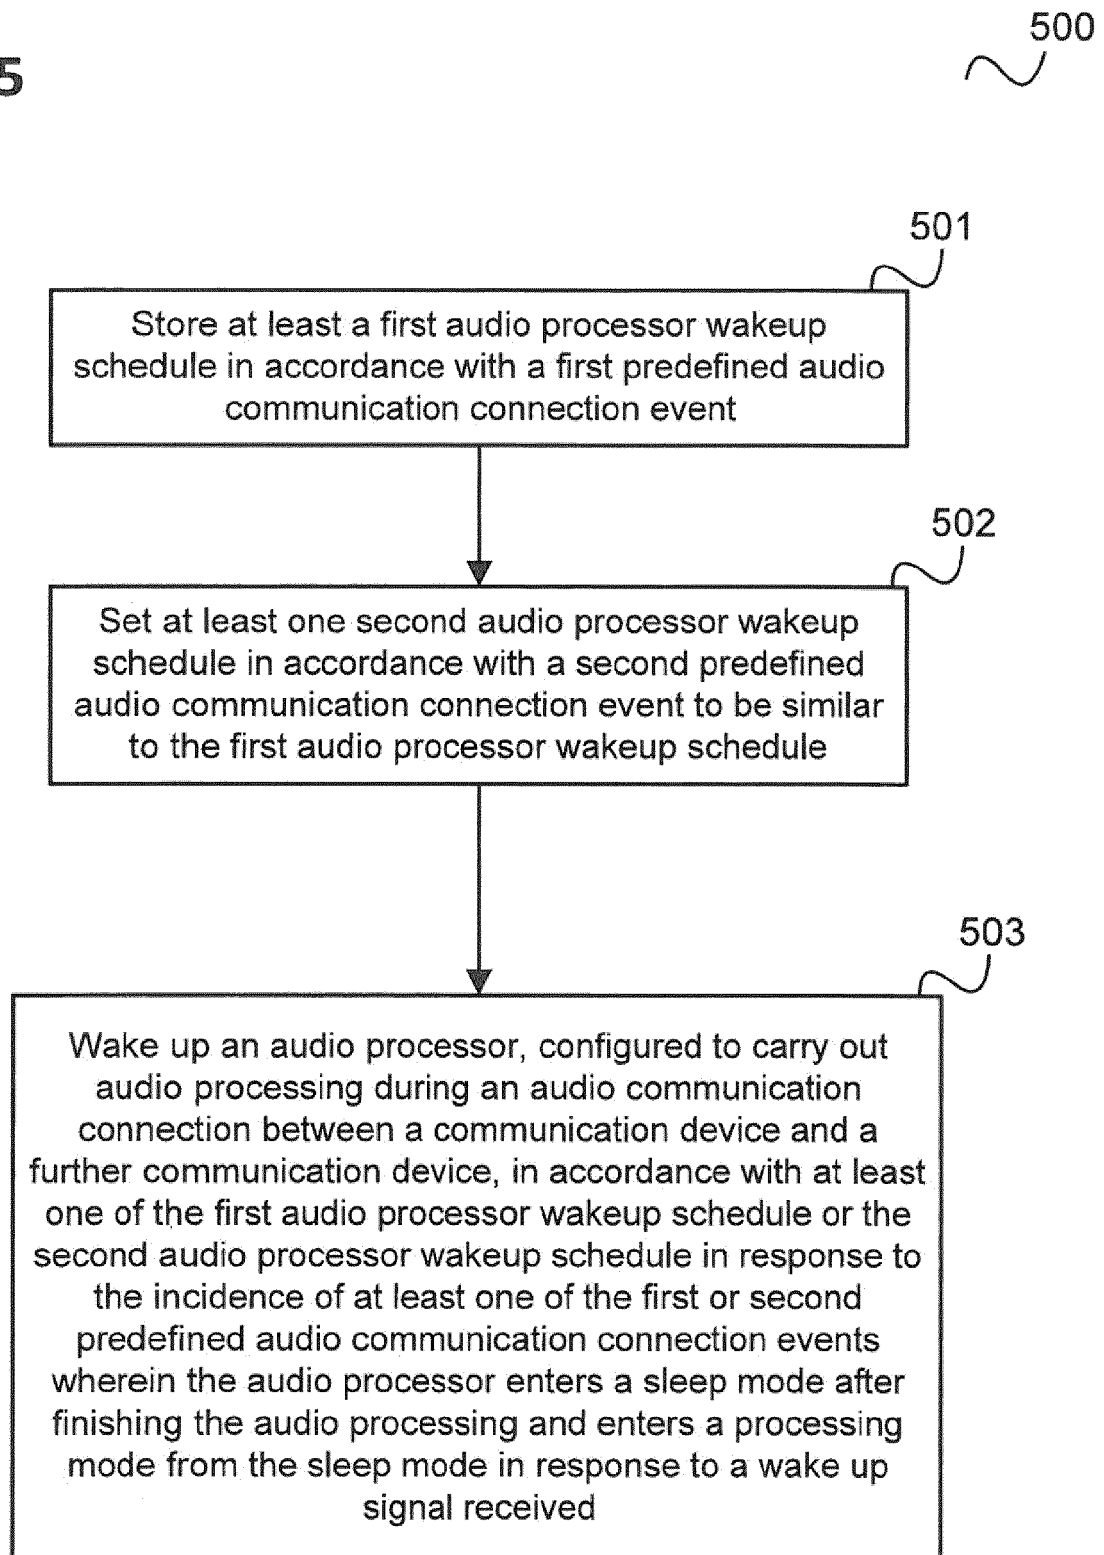 500
5
501
Store at least a first audio processor wakeup
schedule in accordance with a first predefined audio
communication connection event
502
Set at least one second audio processor wakeup
schedule in accordance with a second predefined
audio communication connection event to be similar
to the first audio processor wakeup schedule
503
Wake up an audio processor, configured to carry out
audio processing during an audio communication
connection between a communication device and a
further communication device, in accordance with at least
one of the first audio processor wakeup schedule or the
second audio processor wakeup schedule in response to
the incidence of at least one of the first or second
predefined audio communication connection events
wherein the audio processor enters a sleep mode after
finishing the audio processing and enters a processing
mode from the sleep mode in response to a wake up
signal received